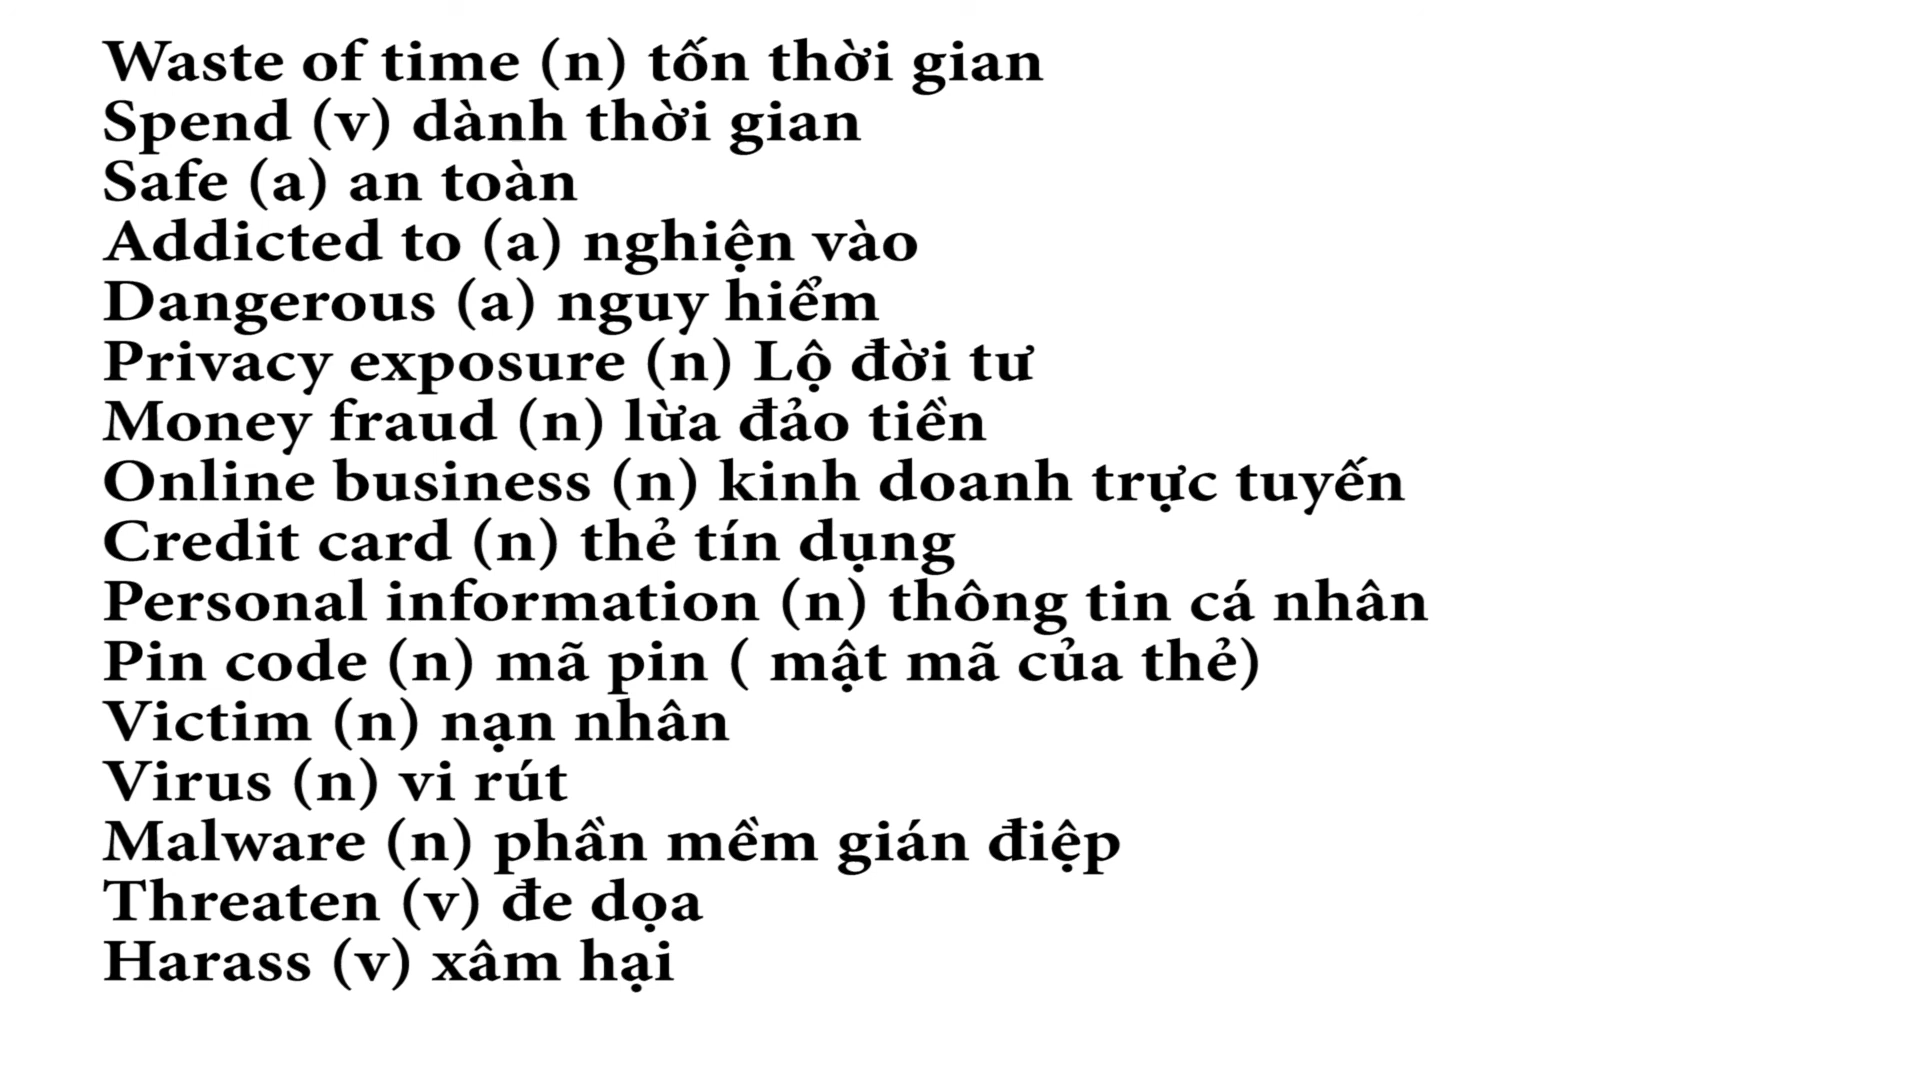 Waste of time (n) tốn thời gian
Spend (v) dành thời gian
Safe (a) an toàn
Addicted to (a) nghiện vào
Dangerous (a) nguy hiểm
Privacy exposure (n) Lộ đời tư
Money fraud (n) lừa đảo tiền
Online business (n) kinh doanh trực tuyến
Credit card (n) thẻ tín dụng
Personal information (n) thông tin cá nhân
Pin code (n) mã pin ( mật mã của thẻ)
Victim (n) nạn nhân
Virus (n) vi rút
Malware (n) phần mềm gián điệp
Threaten (v) đe dọa
Harass (v) xâm hại